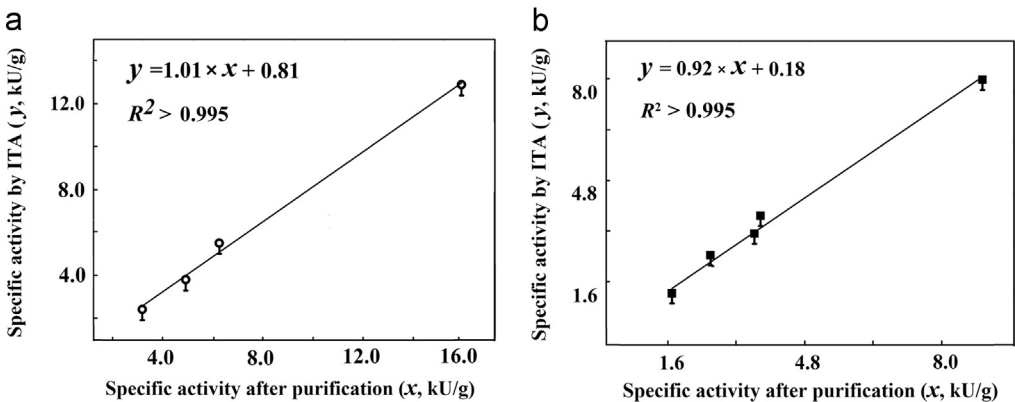 a
Specific activity by ITA (y, kU/g)
y =1.01 × x + 0.81
R2 > 0.995
12.0
8.0
4.0
4.0 8.0 12.0 16.0
Specific activity after purification (x, kU/g)
b
Specific activity by ITA (y, kU/g)
y = 0.92 × x + 0.18
R² > 0.995
8.0
4.8
1.6
1.6 4.8 8.0
Specific activity after purification (x, kU/g)